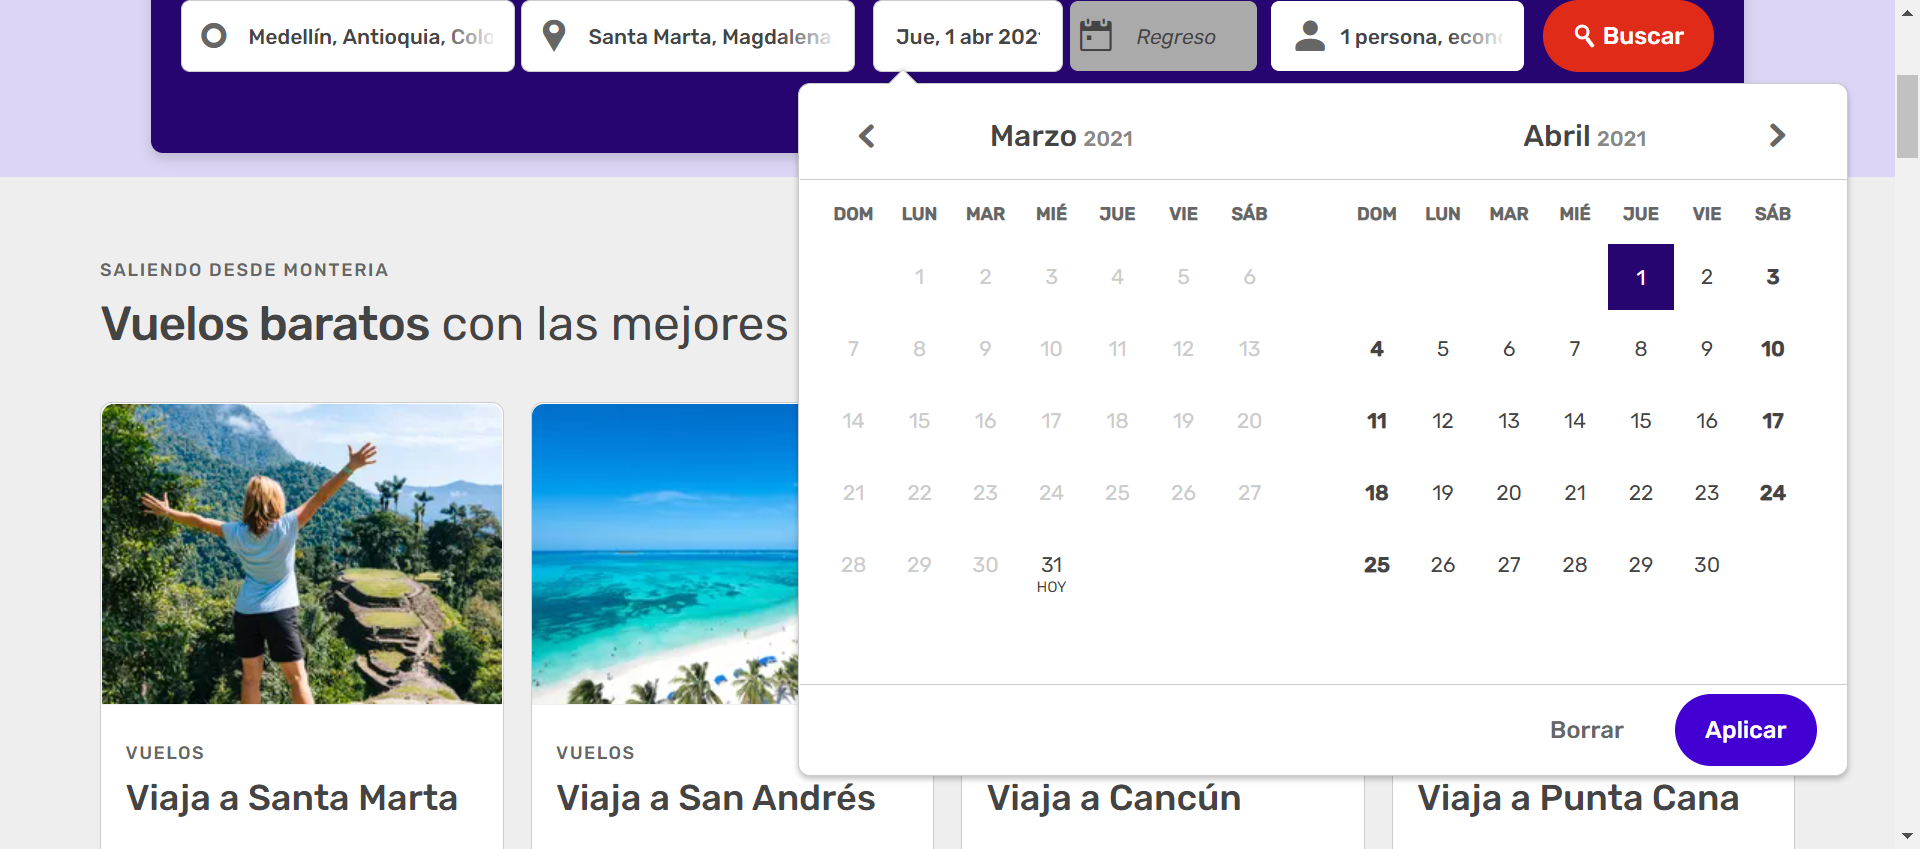 Medellín, Antioquia, Colo
Santa Marta, Magdalena
Jue, 1 abr 202
Regreso
1 persona, econ
Buscar
Marzo 2021
DOM LUN MAR MIÉ JUE VIE SÁB
1 2 3 4 5 6
7 8 9 10 11 12 13
14 15 16 17 18 19 20
21 22 23 24 25 26 27
28 29 30 31
HOY
Abril 2021
DOM LUN MAR MIÉ JUE VIE SÁB
1 2 3
4 5 6 7 8 9 10
11 12 13 14 15 16 17
18 19 20 21 22 23 24
25 26 27 28 29 30
Borrar
Aplicar
SALIENDO DESDE MONTERIA
Vuelos baratos con las mejores
VUELOS
Viaja a Santa Marta
VUELOS
Viaja a San Andrés
Viaja a Cancún
Viaja a Punta Cana